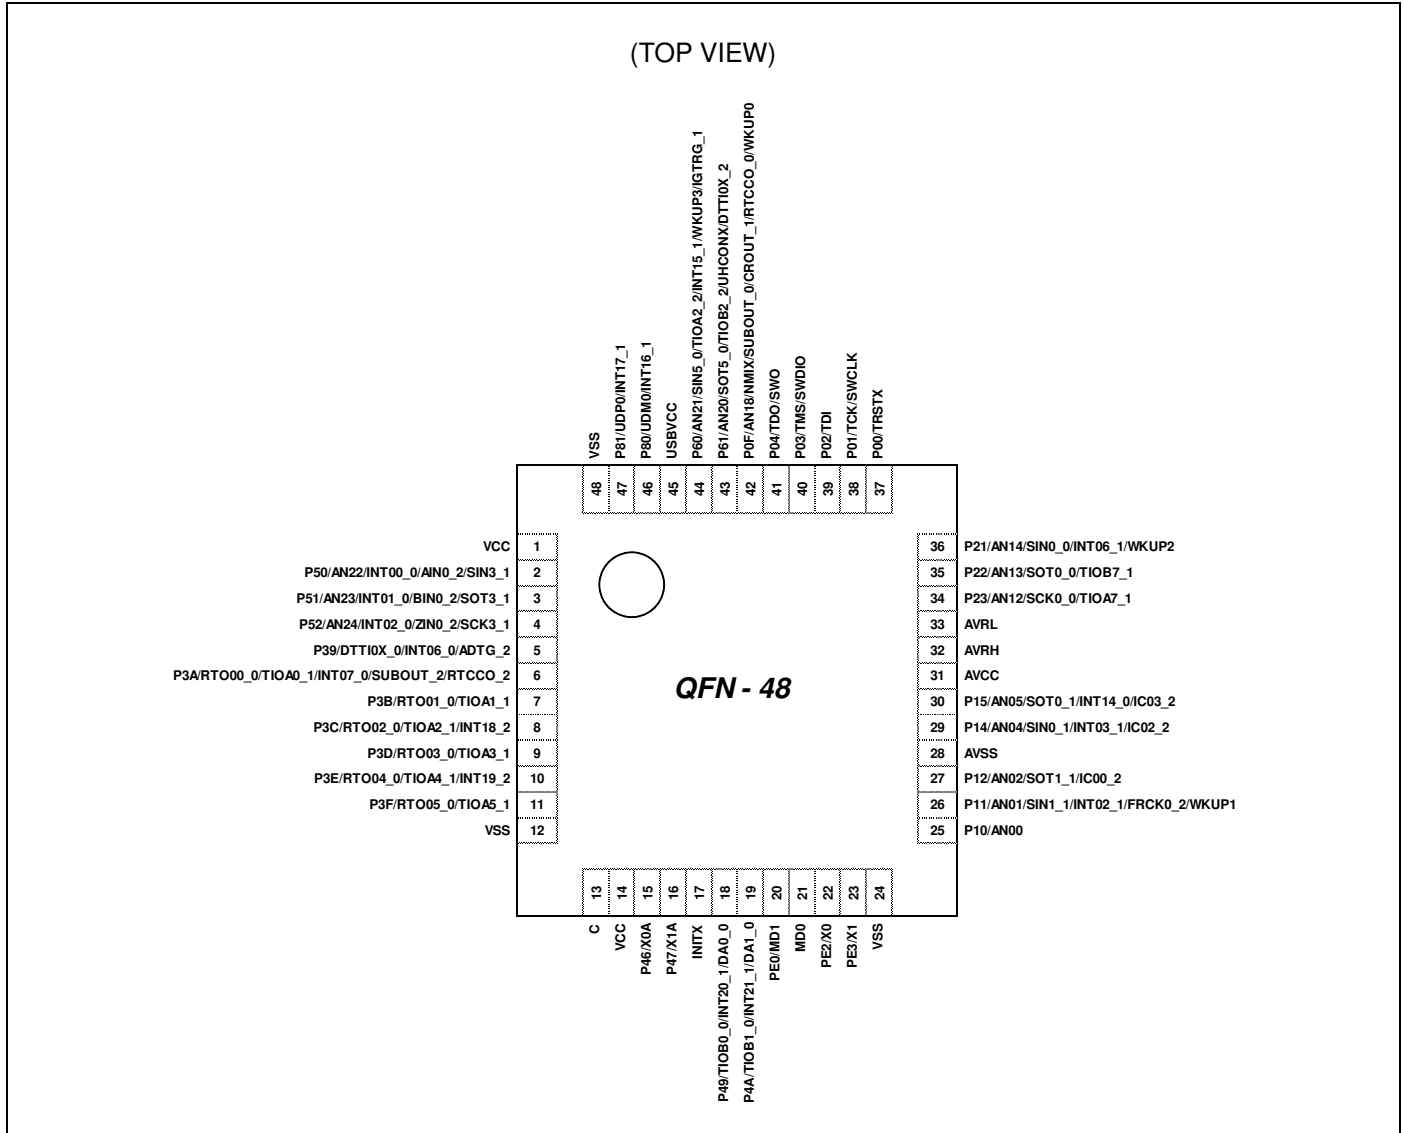 (TOP VIEW)
VSS
P81/UDP0/INT17_1
P80/UDM0/INT16_1
USBVCC
P60/AN21/SIN5_0/TIOA2_2/INT15_1/WKUP3/IGTRG_1
P61/AN20/SOT5_0/TIOB2_2/UHCONX/DTTI0X_2
P0F/AN18/NMIX/SUBOUT_0/CROUT_1/RTCCO_0/WKUP0
P04/TDO/SWO
P03/TMS/SWDIO
P02/TDI
P01/TCK/SWCLK
P00/TRSTX
48
47
46
45
44
43
42
41
40
39
38
37
VCC 1
P50/AN22/INT00_0/AIN0_2/SIN3_1 2
P51/AN23/INT01_0/BIN0_2/SOT3_1 3
P52/AN24/INT02_0/ZIN0_2/SCK3_1 4
P39/DTTI0X_0/INT06_0/ADTG_2 5
P3A/RTO00_0/TIOA0_1/INT07_0/SUBOUT_2/RTCCO_2 6
P3B/RTO01_0/TIOA1_1 7
P3C/RTO02_0/TIOA2_1/INT18_2 8
P3D/RTO03_0/TIOA3_1 9
P3E/RTO04_0/TIOA4_1/INT19_2 10
P3F/RTO05_0/TIOA5_1 11
VSS 12
QFN - 48
36 P21/AN14/SIN0_0/INT06_1/WKUP2
35 P22/AN13/SOT0_0/TIOB7_1
34 P23/AN12/SCK0_0/TIOA7_1
33 AVRL
32 AVRH
31 AVCC
30 P15/AN05/SOT0_1/INT14_0/IC03_2
29 P14/AN04/SIN0_1/INT03_1/IC02_2
28 AVSS
27 P12/AN02/SOT1_1/IC00_2
26 P11/AN01/SIN1_1/INT02_1/FRCK0_2/WKUP1
25 P10/AN00
13
14
15
16
17
18
19
20
21
22
23
24
C
VCC
P46/X0A
P47/X1A
INITX
P49/TIOB0_0/INT20_1/DA0_0
P4A/TIOB1_0/INT21_1/DA1_0
PE0/MD1
MD0
PE2/X0
PE3/X1
VSS